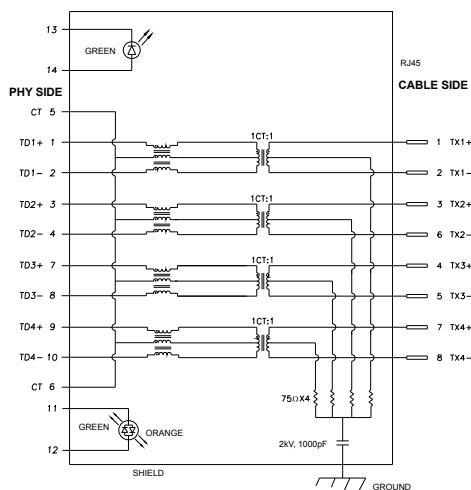 13
GREEN
14
RJ45
PHY SIDE
CABLE SIDE
CT 5
1CT:1
TD1+ 1
1 TX1+
TD1- 2
2 TX1-
1CT:1
TD2+ 3
3 TX2+
TD2- 4
6 TX2-
1CT:1
TD3+ 7
4 TX3+
TD3- 8
5 TX3-
1CT:1
TD4+ 9
7 TX4+
TD4- 10
8 TX4-
CT 6
75Ω X4
11
GREEN
ORANGE
2kV, 1000pF
12
SHIELD
GROUND